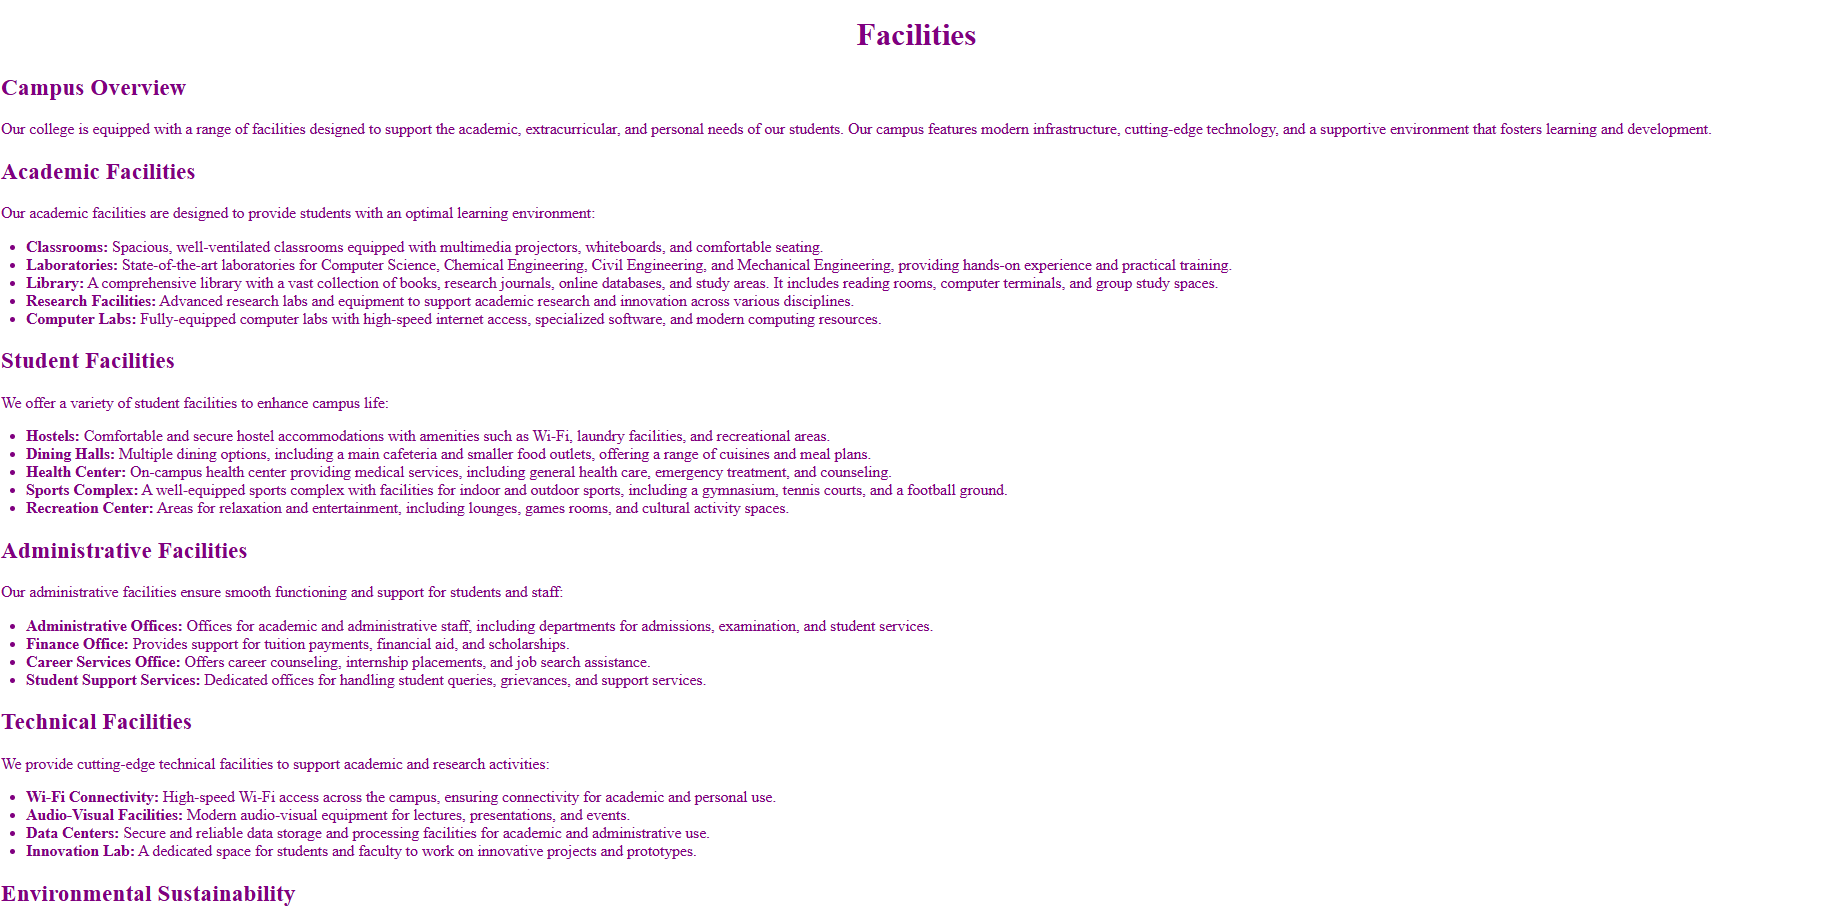 Facilities
Campus Overview
Our college is equipped with a range of facilities designed to support the academic, extracurricular, and personal needs of our students. Our campus features modern infrastructure, cutting-edge technology, and a supportive environment that fosters learning and development.
Academic Facilities
Our academic facilities are designed to provide students with an optimal learning environment:
• Classrooms: Spacious, well-ventilated classrooms equipped with multimedia projectors, whiteboards, and comfortable seating.
• Laboratories: State-of-the-art laboratories for Computer Science, Chemical Engineering, Civil Engineering, and Mechanical Engineering, providing hands-on experience and practical training.
• Library: A comprehensive library with a vast collection of books, research journals, online databases, and study areas. It includes reading rooms, computer terminals, and group study spaces.
• Research Facilities: Advanced research labs and equipment to support academic research and innovation across various disciplines.
• Computer Labs: Fully-equipped computer labs with high-speed internet access, specialized software, and modern computing resources.
Student Facilities
We offer a variety of student facilities to enhance campus life:
• Hostels: Comfortable and secure hostel accommodations with amenities such as Wi-Fi, laundry facilities, and recreational areas.
• Dining Halls: Multiple dining options, including a main cafeteria and smaller food outlets, offering a range of cuisines and meal plans.
• Health Center: On-campus health center providing medical services, including general health care, emergency treatment, and counseling.
• Sports Complex: A well-equipped sports complex with facilities for indoor and outdoor sports, including a gymnasium, tennis courts, and a football ground.
• Recreation Center: Areas for relaxation and entertainment, including lounges, games rooms, and cultural activity spaces.
Administrative Facilities
Our administrative facilities ensure smooth functioning and support for students and staff:
• Administrative Offices: Offices for academic and administrative staff, including departments for admissions, examination, and student services.
• Finance Office: Provides support for tuition payments, financial aid, and scholarships.
• Career Services Office: Offers career counseling, internship placements, and job search assistance.
• Student Support Services: Dedicated offices for handling student queries, grievances, and support services.
Technical Facilities
We provide cutting-edge technical facilities to support academic and research activities:
• Wi-Fi Connectivity: High-speed Wi-Fi access across the campus, ensuring connectivity for academic and personal use.
• Audio-Visual Facilities: Modern audio-visual equipment for lectures, presentations, and events.
• Data Centers: Secure and reliable data storage and processing facilities for academic and administrative use.
• Innovation Lab: A dedicated space for students and faculty to work on innovative projects and prototypes.
Environmental Sustainability